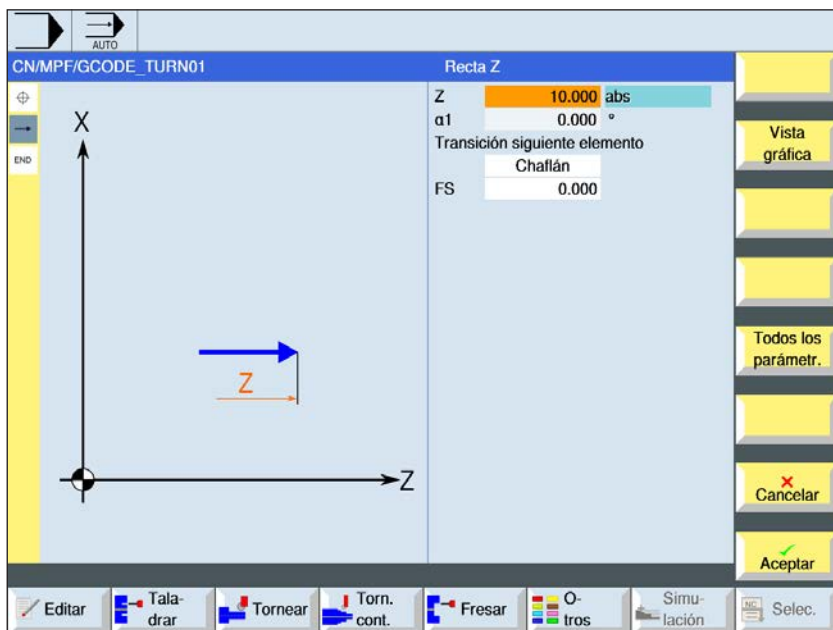 AUTO
CN/MPF/GCODE_TURN01
Recta Z
END
X
Z
Z
Z 10.000 abs
α1 0.000 °
Transición siguiente elemento
Chaflán
FS 0.000
Vista
gráfica
Todos los
parámetr.
Cancelar
Aceptar
Editar
Tala-
drar
Tornear
Torn.
cont.
Fresar
O-
tros
Simu-
lación
NC
Selec.